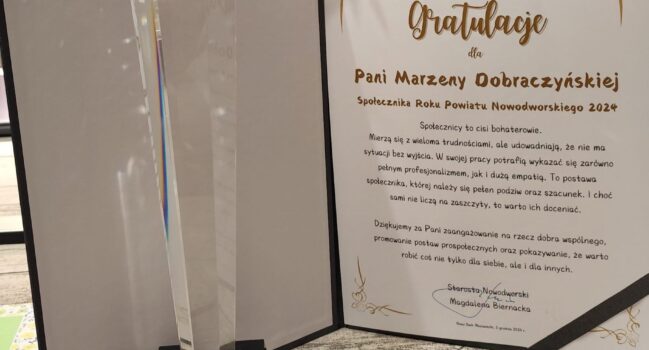 Gratulacje
dla
Pani Marzeny Dobraczyńskiej
Społecznika Roku Powiatu Nowodworskiego 2024
Społecznicy to cisi bohaterowie.
Mierzą się z wieloma trudnościami, ale udowadniają, że nie ma
sytuacji bez wyjścia. W swojej pracy potrafią wykazać się zarówno
pełnym profesjonalizmem, jak i dużą empatią. To postawa
społecznika, której należy się pełen podziw oraz szacunek. I choć
sami nie liczą na zaszczyty, to warto ich doceniać.
Dziękujemy za Pani zaangażowanie na rzecz dobra wspólnego,
promowanie postaw prospołecznych oraz pokazywanie, że warto
robić coś nie tylko dla siebie, ale i dla innych.
Starosta Nowodworski
Magdalena Biernacka
2024 r.